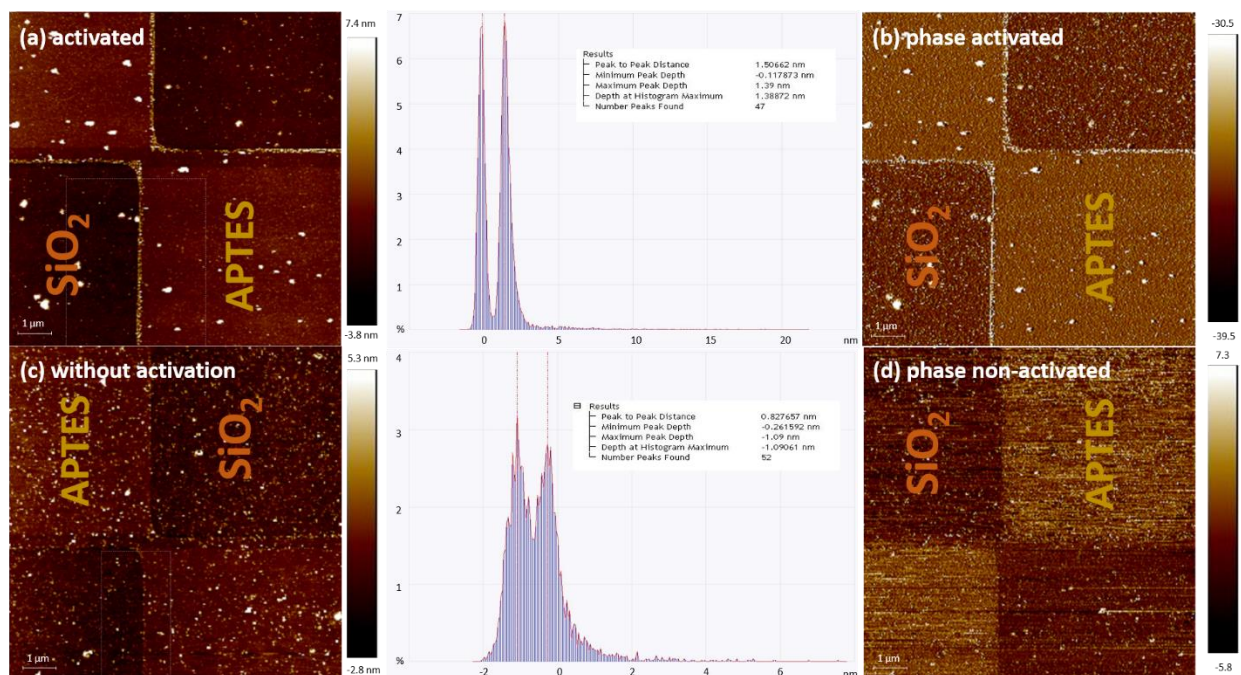 (a) activated
SiO2
APTES
1 µm
7.4 nm
-3.8 nm
7
6
5
4
3
2
1
%
0
5
10
15
20
nm
Results
Peak to Peak Distance 1.50662 nm
Minimum Peak Depth -0.117873 nm
Maximum Peak Depth 1.39 nm
Depth at Histogram Maximum 1.38872 nm
Number Peaks Found 47
(b) phase activated
SiO2
APTES
1 µm
-30.5
-39.5
(c) without activation
APTES
SiO2
1 µm
5.3 nm
-2.8 nm
4
3
2
1
%
-2
0
2
4
6
nm
Results
Peak to Peak Distance 0.827657 nm
Minimum Peak Depth -0.261592 nm
Maximum Peak Depth -1.09 nm
Depth at Histogram Maximum -1.09061 nm
Number Peaks Found 52
(d) phase non-activated
SiO2
APTES
1 µm
7.3
-5.8